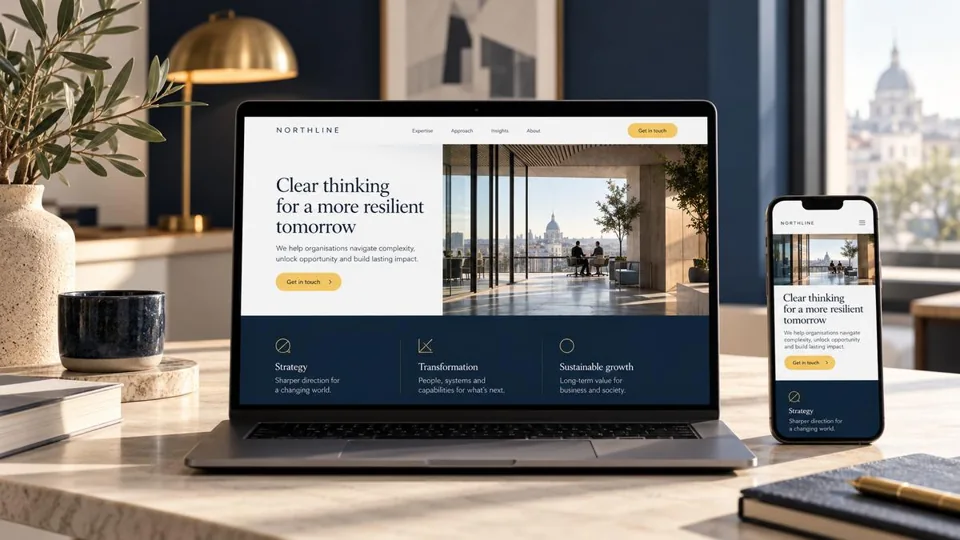 NORTHLINE
Expertise
Approach
Insights
About
Get in touch
Clear thinking
for a more resilient
tomorrow
We help organisations navigate complexity,
unlock opportunity and build lasting impact.
Get in touch
Strategy
Sharper direction for
a changing world.
Transformation
People, systems and
capabilities for what's next.
Sustainable growth
Long-term value for
business and society.
NORTHLINE
Clear thinking
for a more resilient
tomorrow
We help organisations navigate
complexity, unlock opportunity
and build lasting impact.
Get in touch
Strategy
Sharper direction for
a changing world.